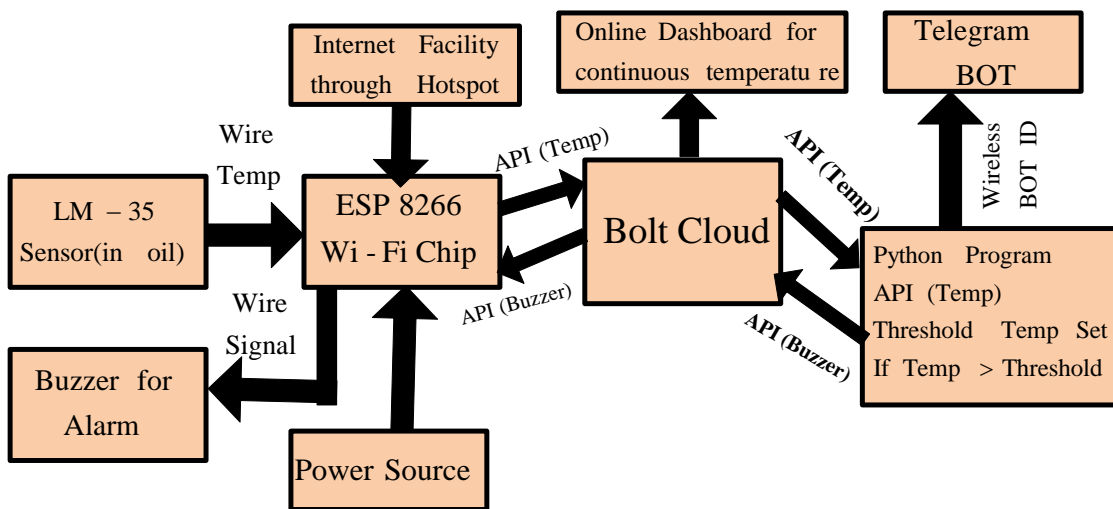 Internet Facility
through Hotspot
Online Dashboard for
continuous temperatu re
Telegram
BOT
Wire
Temp
API (Temp)
API (Temp)
Wireless
BOT ID
LM – 35
Sensor(in oil)
ESP 8266
Wi - Fi Chip
Bolt Cloud
Python Program
API (Temp)
Threshold Temp Set
If Temp > Threshold
Wire
Signal
API (Buzzer)
API (Buzzer)
Buzzer for
Alarm
Power Source